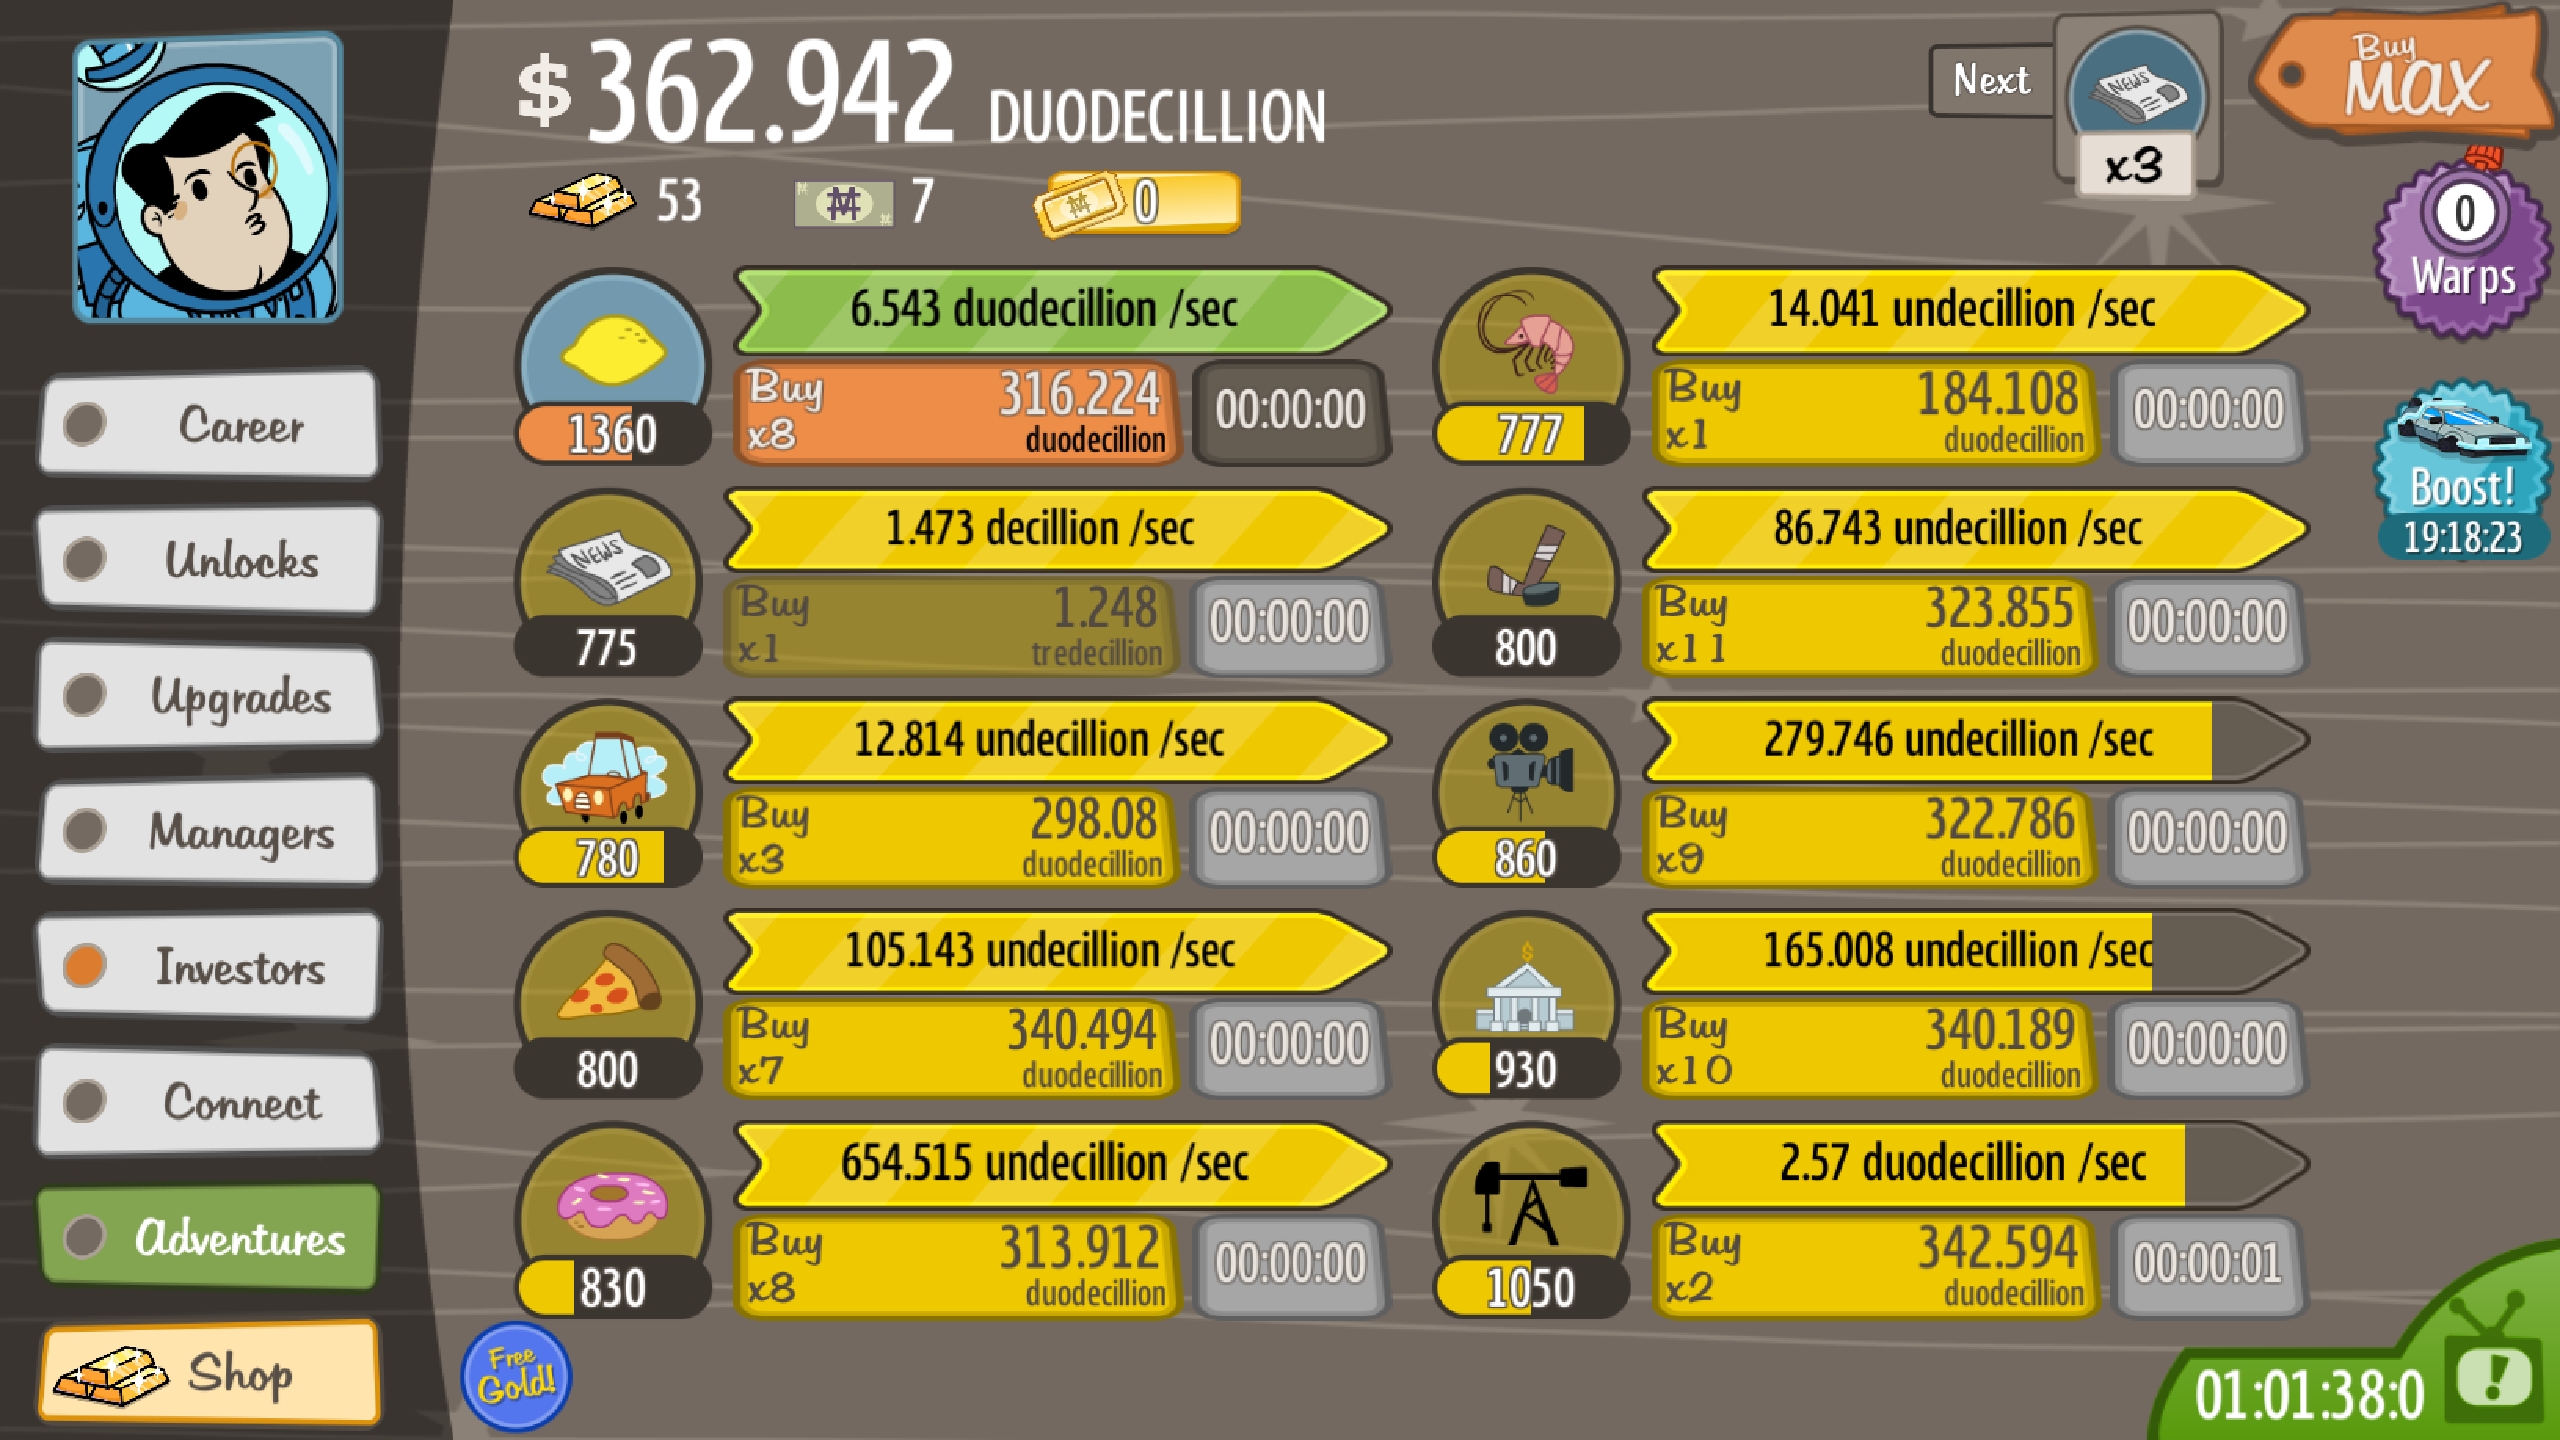 $ 362.942 DUODECILLION
Next
x3
Buy
MAX
53
7
0
0
Warps
Boost!
19:18:23
Career
Unlocks
Upgrades
Managers
Investors
Connect
Adventures
Shop
6.543 duodecillion /sec
1360
Buy 316.224
x8 duodecillion
00:00:00
14.041 undecillion /sec
777
Buy 184.108
x1 duodecillion
00:00:00
NEWS
1.473 decillion /sec
775
Buy 1.248
x1 tredecillion
00:00:00
86.743 undecillion /sec
800
Buy 323.855
x11 duodecillion
00:00:00
12.814 undecillion /sec
780
Buy 298.08
x3 duodecillion
00:00:00
279.746 undecillion /sec
860
Buy 322.786
x9 duodecillion
00:00:00
105.143 undecillion /sec
800
Buy 340.494
x7 duodecillion
00:00:00
165.008 undecillion /sec
930
Buy 340.189
x10 duodecillion
00:00:00
654.515 undecillion /sec
830
Buy 313.912
x8 duodecillion
00:00:00
2.57 duodecillion /sec
1050
Buy 342.594
x2 duodecillion
00:00:01
Free
Gold!
01:01:38:0